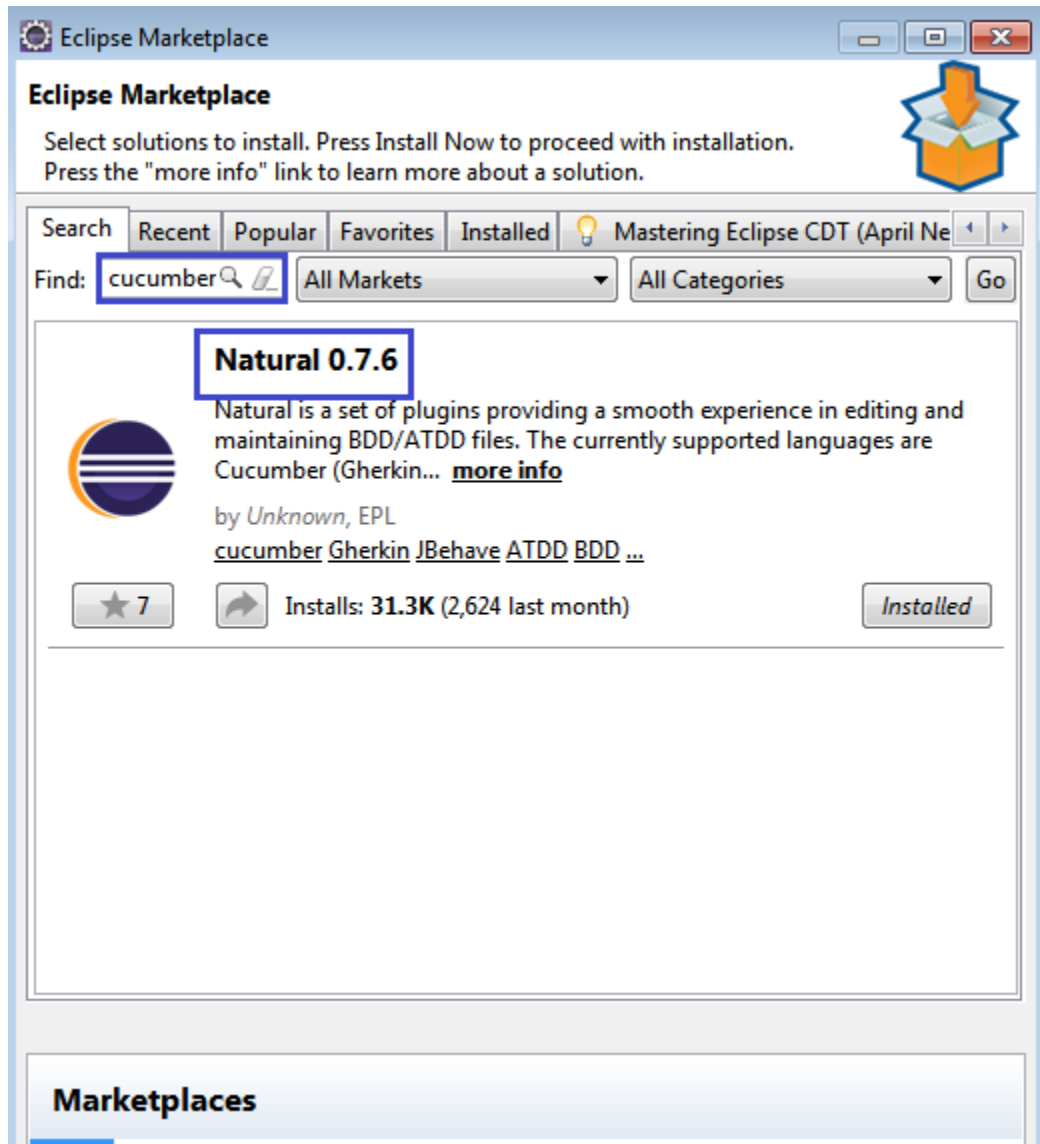 Eclipse Marketplace
Eclipse Marketplace
Select solutions to install. Press Install Now to proceed with installation.
Press the "more info" link to learn more about a solution.
Search Recent Popular Favorites Installed Mastering Eclipse CDT (April Ne
Find: cucumber All Markets All Categories Go
Natural 0.7.6
Natural is a set of plugins providing a smooth experience in editing and
maintaining BDD/ATDD files. The currently supported languages are
Cucumber (Gherkin... more info
by Unknown, EPL
cucumber Gherkin JBehave ATDD BDD ...
7 Installs: 31.3K (2,624 last month) Installed
Marketplaces